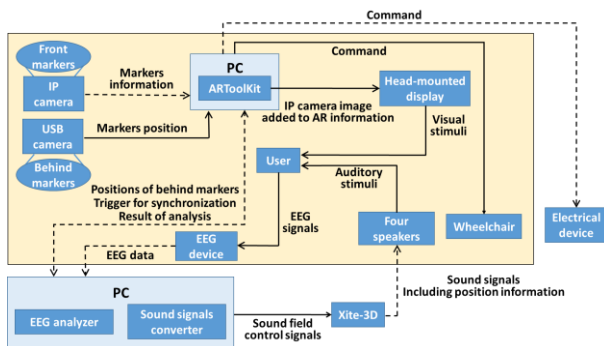 Command
Front
markers
IP
camera
Markers
information
PC
ARToolKit
Command
Head-mounted
display
IP camera image
added to AR information
USB
camera
Markers position
Behind
markers
Visual
stimuli
User
Auditory
stimuli
Positions of behind markers
Trigger for synchronization
Result of analysis
EEG
signals
EEG
device
EEG data
Four
speakers
Wheelchair
Electrical
device
PC
EEG analyzer
Sound signals
converter
Sound field
control signals
Xite-3D
Sound signals
Including position information